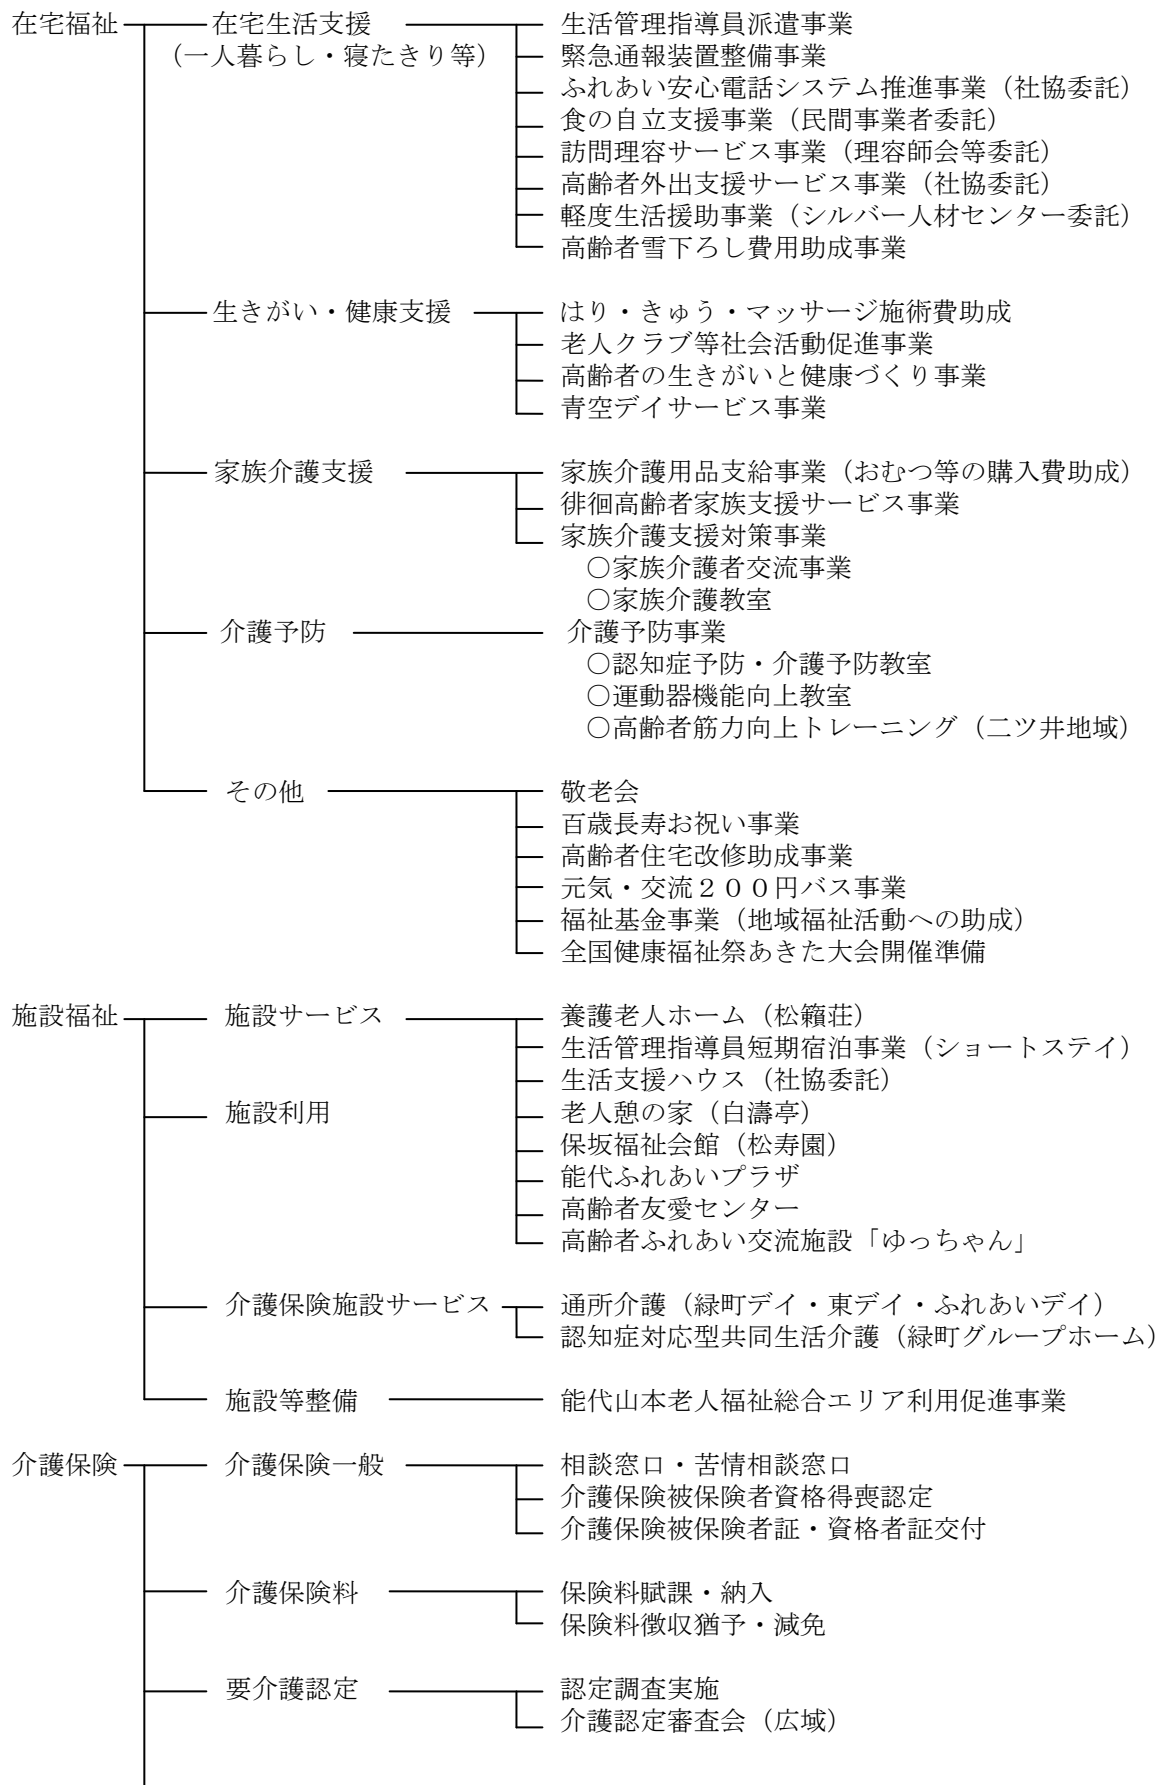 在宅福祉 在宅生活支援 生活管理指導員派遣事業
(一人暮らし・寝たきり等) 緊急通報装置整備事業
ふれあい安心電話システム推進事業(社協委託)
食の自立支援事業(民間事業者委託)
訪問理容サービス事業(理容師会等委託)
高齢者外出支援サービス事業(社協委託)
軽度生活援助事業(シルバー人材センター委託)
高齢者雪下ろし費用助成事業
生きがい・健康支援 はり・きゅう・マッサージ施術費助成
老人クラブ等社会活動促進事業
高齢者の生きがいと健康づくり事業
青空デイサービス事業
家族介護支援 家族介護用品支給事業(おむつ等の購入費助成)
徘徊高齢者家族支援サービス事業
家族介護支援対策事業
○家族介護者交流事業
○家族介護教室
介護予防 介護予防事業
○認知症予防・介護予防教室
○運動器機能向上教室
○高齢者筋力向上トレーニング(二ツ井地域)
その他 敬老会
百歳長寿お祝い事業
高齢者住宅改修助成事業
元気・交流200円バス事業
福祉基金事業(地域福祉活動への助成)
全国健康福祉祭あきた大会開催準備
施設福祉 施設サービス 養護老人ホーム(松籟荘)
生活管理指導員短期宿泊事業(ショートステイ)
生活支援ハウス(社協委託)
施設利用 老人憩の家(白濤亭)
保坂福祉会館(松寿園)
能代ふれあいプラザ
高齢者友愛センター
高齢者ふれあい交流施設「ゆっちゃん」
介護保険施設サービス 通所介護(緑町デイ・東デイ・ふれあいデイ)
認知症対応型共同生活介護(緑町グループホーム)
施設等整備 能代山本老人福祉総合エリア利用促進事業
介護保険 介護保険一般 相談窓口・苦情相談窓口
介護保険被保険者資格得喪認定
介護保険被保険者証・資格者証交付
介護保険料 保険料賦課・納入
保険料徴収猶予・減免
要介護認定 認定調査実施
介護認定審査会(広域)